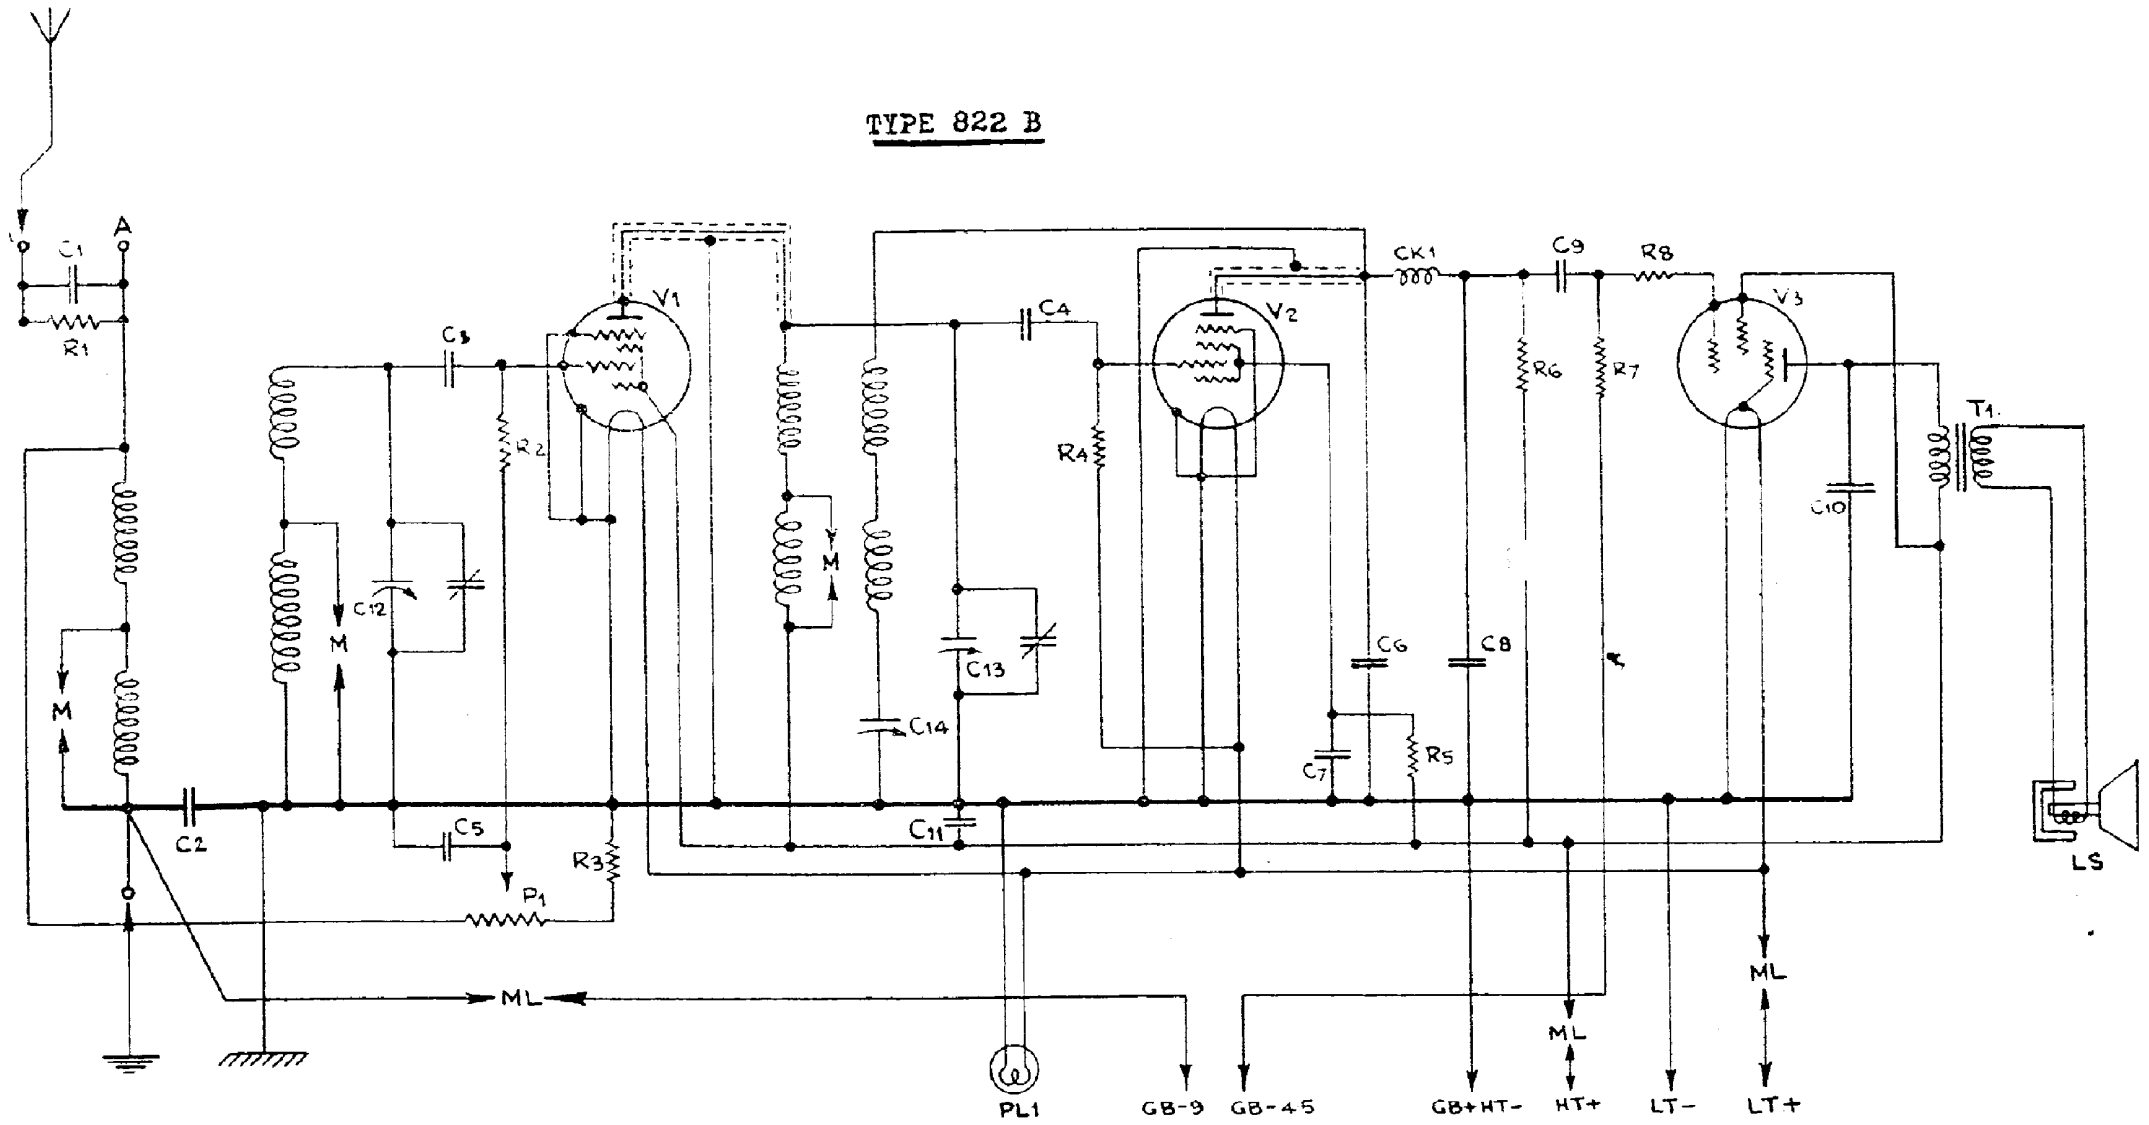 TYPE 822 B
A
C1
R1
V1
C4
V2
CK1
C9
R8
V3
C3
R2
R4
R6
R7
T1.
C10
M
C12
M
M
C13
C14
C6
C8
C7
R5
C2
C5
R3
C11
P1
LS
ML
ML
ML
PL1
GB-9
GB-45
GB+HT-
HT+
LT-
LT+